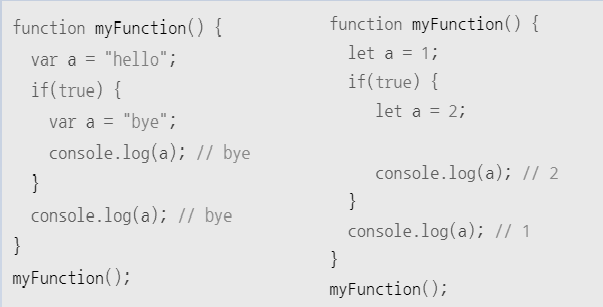 function myFunction() {
  var a = "hello";
  if(true) {
    var a = "bye";
    console.log(a); // bye
  }
  console.log(a); // bye
}
myFunction();
function myFunction() {
  let a = 1;
  if(true) {
    let a = 2;
    console.log(a); // 2
  }
  console.log(a); // 1
}
myFunction();